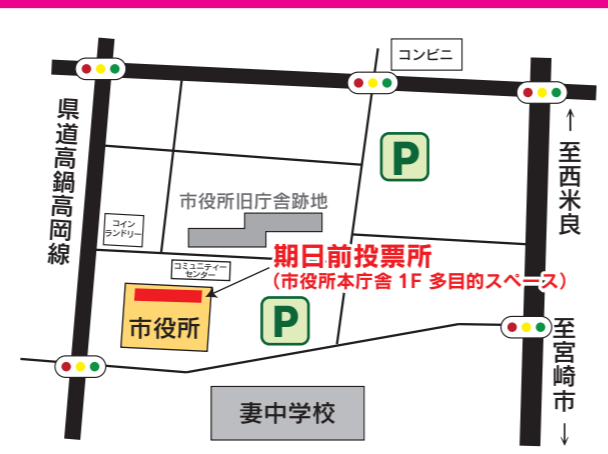 コンビニ
県道高鍋高岡線
P
↑至西米良
市役所旧庁舎跡地
コイン
ランドリー
期日前投票所
(市役所本庁舎 1F 多目的スペース)
コミュニティー
センター
市役所
P
至宮崎市↓
妻中学校